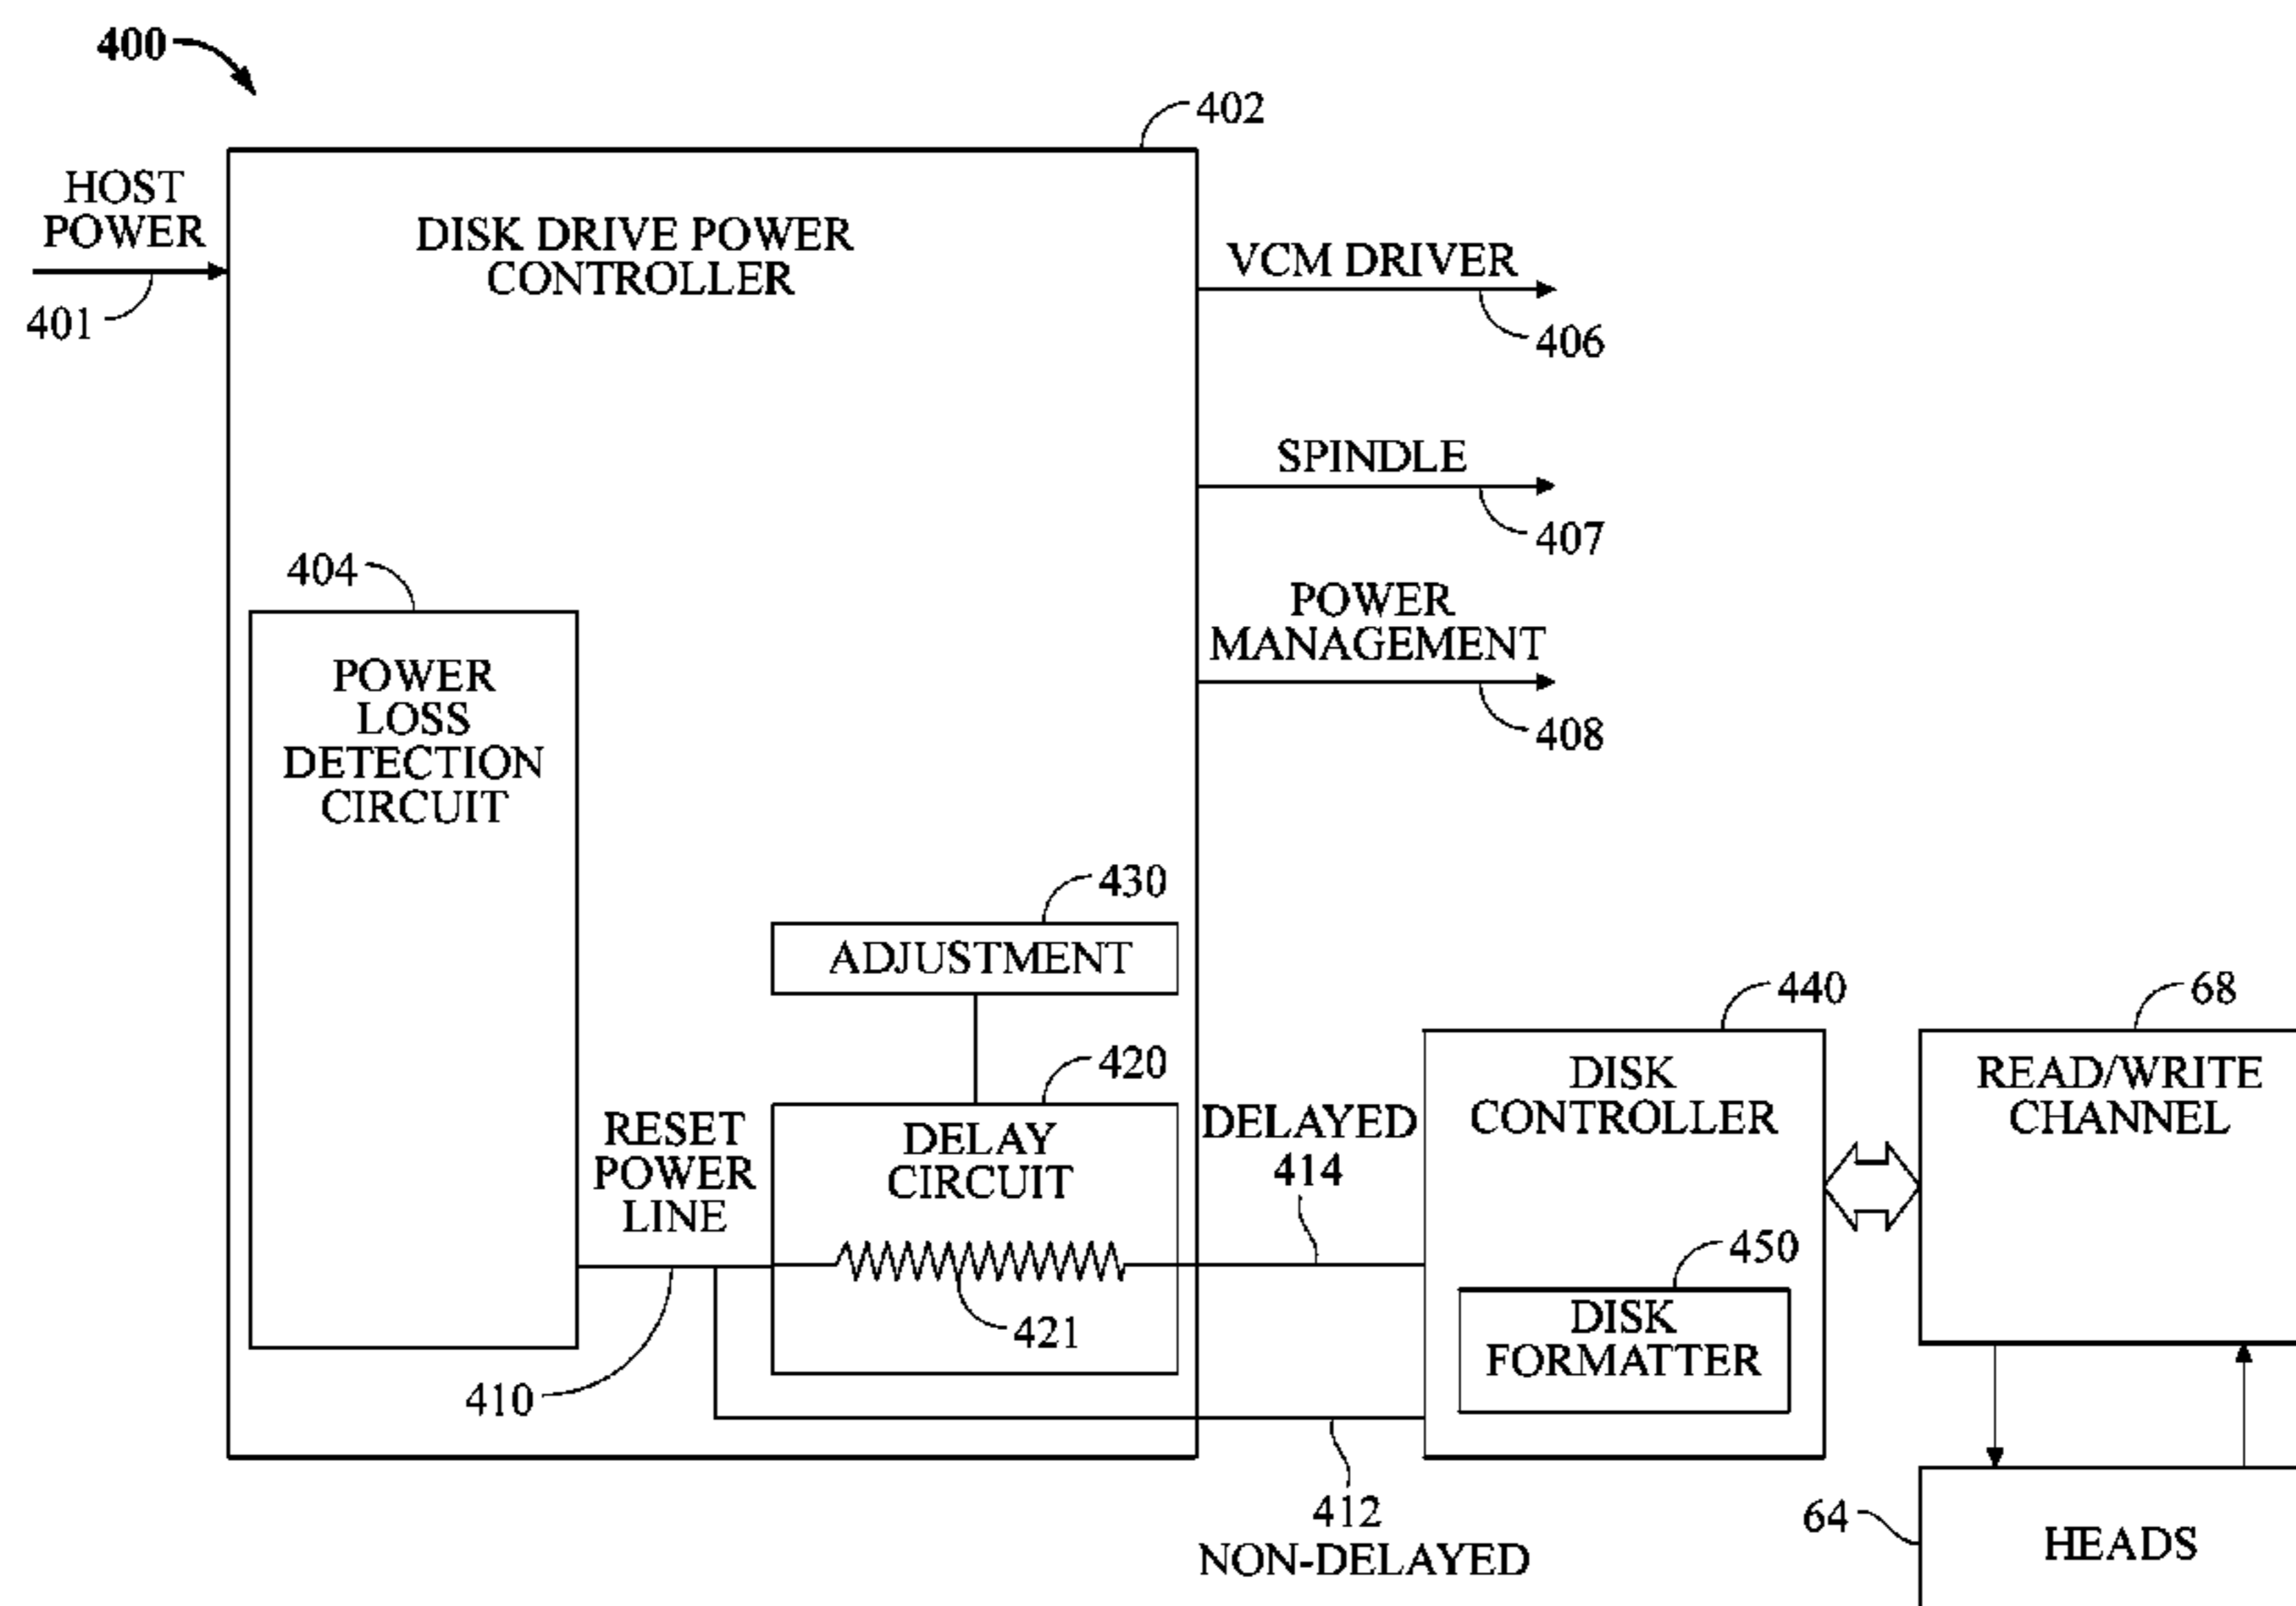 400
402
HOST
POWER
401
DISK DRIVE POWER
CONTROLLER
VCM DRIVER
406
SPINDLE
407
POWER
MANAGEMENT
408
404
POWER
LOSS
DETECTION
CIRCUIT
430
ADJUSTMENT
420
DELAY
CIRCUIT
421
RESET
POWER
LINE
410
DELAYED
414
412
NON-DELAYED
440
DISK
CONTROLLER
450
DISK
FORMATTER
68
READ/WRITE
CHANNEL
64
HEADS